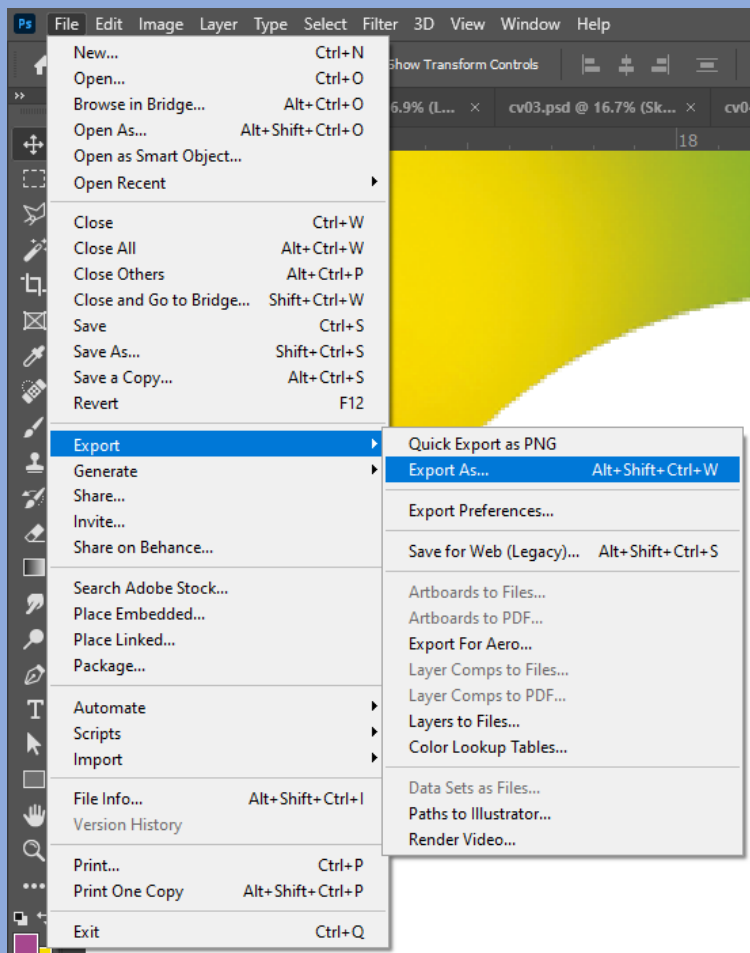 Ps File Edit Image Layer Type Select Filter 3D View Window Help
Show Transform Controls
6.9% (L... × cv03.psd @ 16.7% (Sk... × cv0
18
New... Ctrl+N
Open... Ctrl+O
Browse in Bridge... Alt+Ctrl+O
Open As... Alt+Shift+Ctrl+O
Open as Smart Object...
Open Recent
Close Ctrl+W
Close All Alt+Ctrl+W
Close Others Alt+Ctrl+P
Close and Go to Bridge... Shift+Ctrl+W
Save Ctrl+S
Save As... Shift+Ctrl+S
Save a Copy... Alt+Ctrl+S
Revert F12
Export
Generate
Share...
Invite...
Share on Behance...
Search Adobe Stock...
Place Embedded...
Place Linked...
Package...
Automate
Scripts
Import
File Info... Alt+Shift+Ctrl+I
Version History
Print... Ctrl+P
Print One Copy Alt+Shift+Ctrl+P
Exit Ctrl+Q
Quick Export as PNG
Export As... Alt+Shift+Ctrl+W
Export Preferences...
Save for Web (Legacy)... Alt+Shift+Ctrl+S
Artboards to Files...
Artboards to PDF...
Export For Aero...
Layer Comps to Files...
Layer Comps to PDF...
Layers to Files...
Color Lookup Tables...
Data Sets as Files...
Paths to Illustrator...
Render Video...